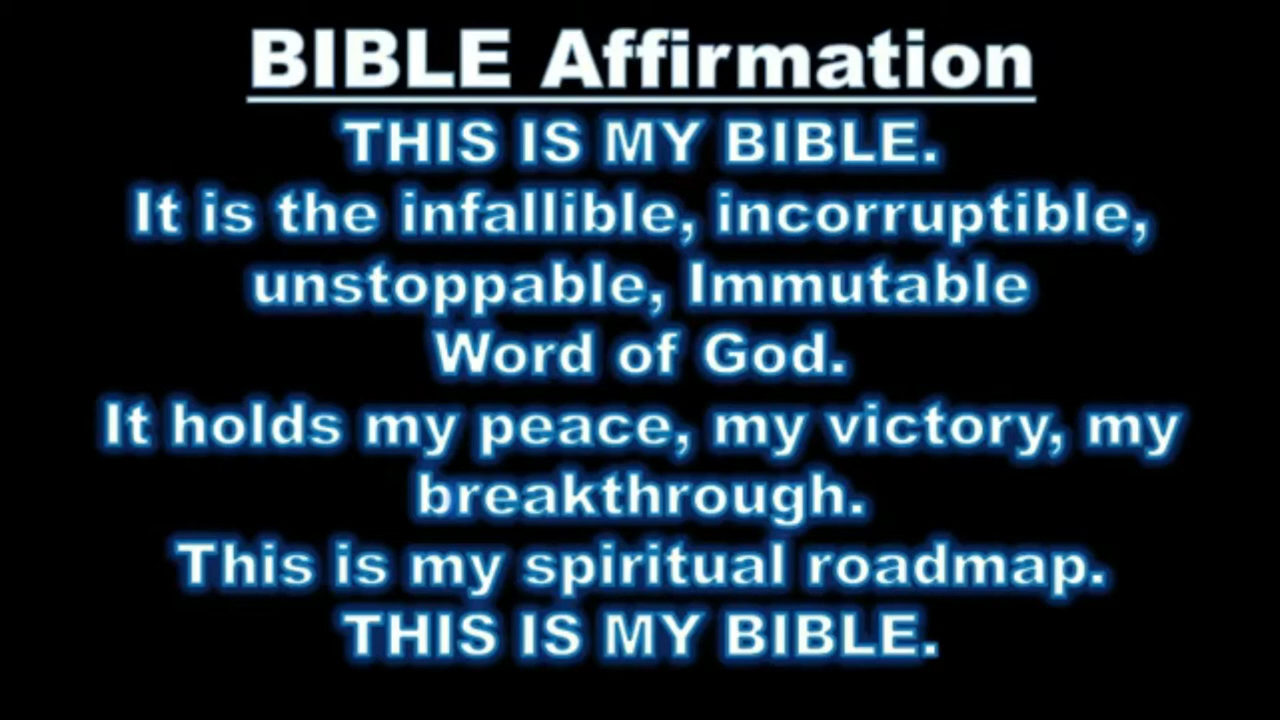 BIBLE Affirmation
THIS IS MY BIBLE.
It is the infallible, incorruptible,
unstoppable, Immutable
Word of God.
It holds my peace, my victory, my
breakthrough.
This is my spiritual roadmap.
THIS IS MY BIBLE.